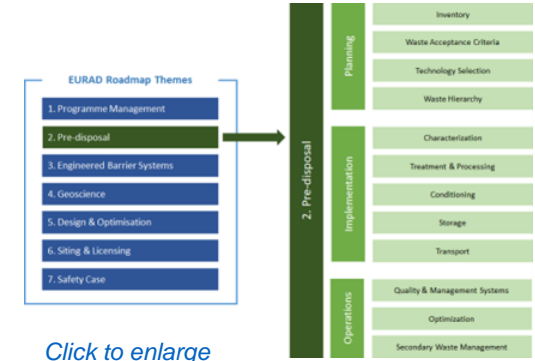 EURAD Roadmap Themes
1. Programme Management
2. Pre-disposal
3. Engineered Barrier Systems
4. Geoscience
5. Design & Optimisation
6. Siting & Licensing
7. Safety Case
Click to enlarge
2. Pre-disposal
Planning
Inventory
Waste Acceptance Criteria
Technology Selection
Waste Hierarchy
Implementation
Characterization
Treatment & Processing
Conditioning
Storage
Transport
Operations
Quality & Management Systems
Optimization
Secondary Waste Management